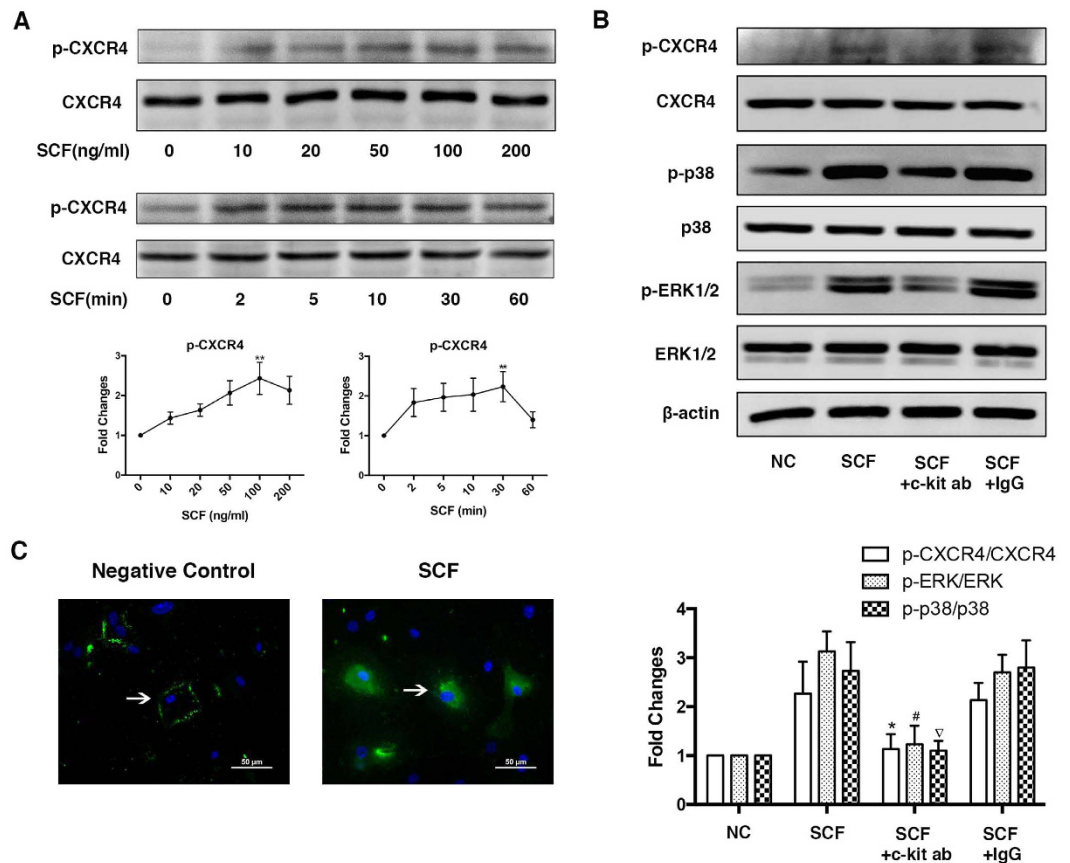 A
p-CXCR4
CXCR4
SCF(ng/ml) 0 10 20 50 100 200
p-CXCR4
CXCR4
SCF(min) 0 2 5 10 30 60
p-CXCR4
Fold Changes
3
2
1
0
**
0 10 20 50 100 200
SCF (ng/ml)
p-CXCR4
Fold Changes
3
2
1
0
**
0 2 5 10 30 60
SCF (min)
B
p-CXCR4
CXCR4
p-p38
p38
p-ERK1/2
ERK1/2
β-actin
NC SCF SCF +c-kit ab SCF +IgG
p-CXCR4/CXCR4
p-ERK/ERK
p-p38/p38
Fold Changes
4
3
2
1
0
* # ∇
NC SCF SCF +c-kit ab SCF +IgG
C
Negative Control
SCF
50 μm
50 μm